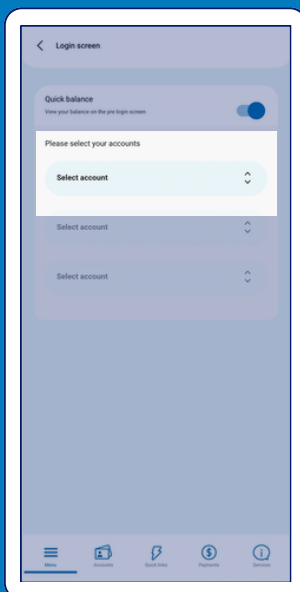 Login screen
Quick balance
View your balance on the pre login screen
Please select your accounts
Select account
Select account
Select account
Menu
Accounts
Quick links
Payments
Services